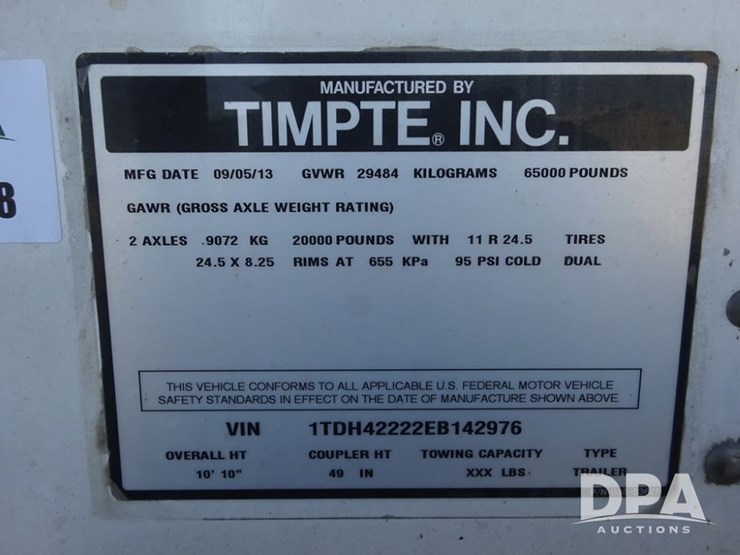 8
MANUFACTURED BY
TIMPTE® INC.
MFG DATE 09/05/13 GVWR 29484 KILOGRAMS 65000 POUNDS
GAWR (GROSS AXLE WEIGHT RATING)
2 AXLES 9072 KG 20000 POUNDS WITH 11 R 24.5 TIRES
24.5 X 8.25 RIMS AT 655 KPa 95 PSI COLD DUAL
THIS VEHICLE CONFORMS TO ALL APPLICABLE U.S. FEDERAL MOTOR VEHICLE
SAFETY STANDARDS IN EFFECT ON THE DATE OF MANUFACTURE SHOWN ABOVE.
VIN 1TDH42222EB142976
OVERALL HT COUPLER HT TOWING CAPACITY TYPE
10' 10" 49 IN XXX LBS TRAILER
DPA
AUCTIONS